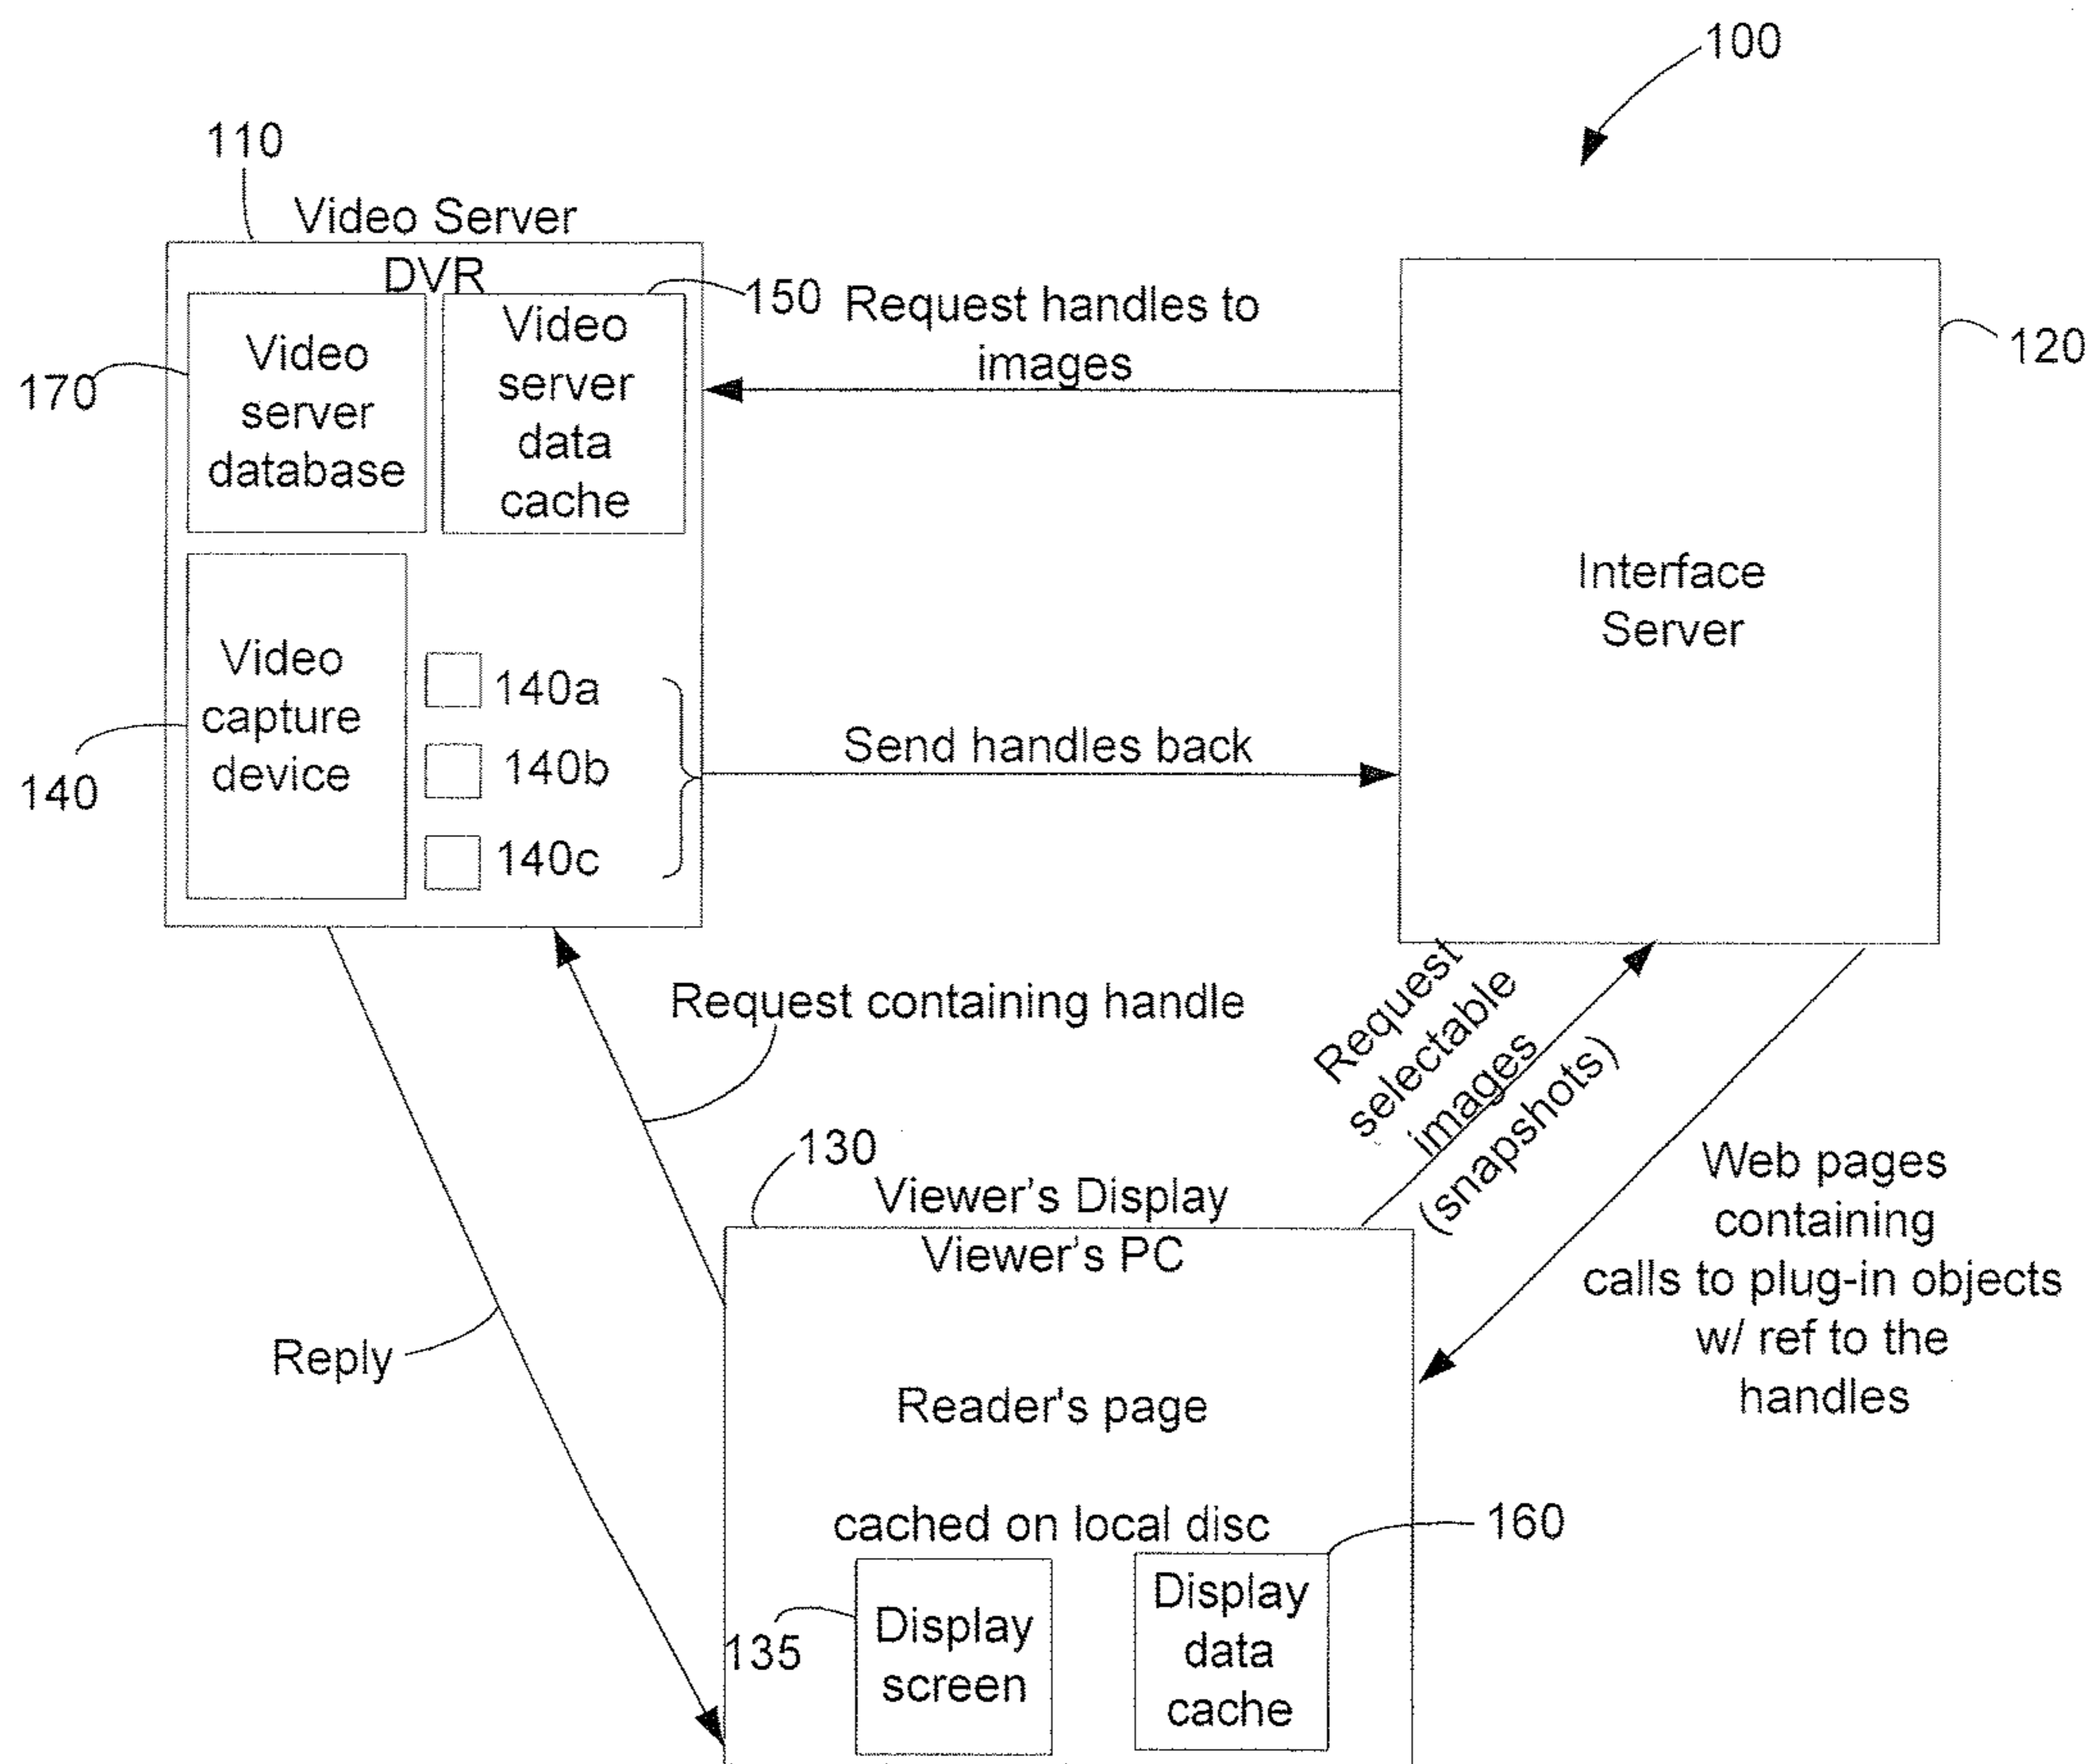 100
110
Video Server
DVR
150
Video
server
database
170
Video
server
data
cache
Request handles to
images
120
Interface
Server
Video
capture
device
140
140a
140b
140c
Send handles back
Request containing handle
Request
selectable
images
(snapshots)
130
Viewer's Display
Viewer's PC
Web pages
containing
calls to plug-in objects
w/ ref to the
handles
Reply
Reader's page
cached on local disc
160
135
Display
screen
Display
data
cache